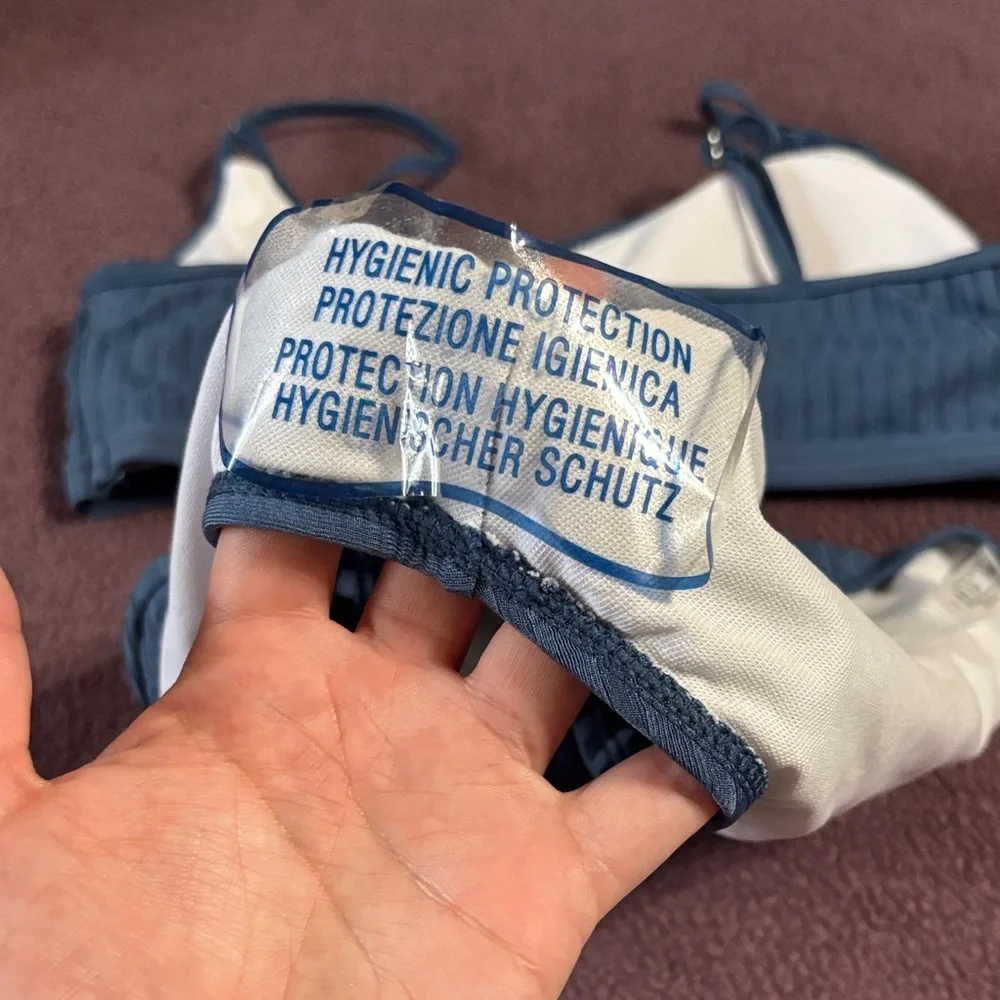 HYGIENIC PROTECTION
PROTEZIONE IGIENICA
PROTECTION HYGIENIQUE
HYGIENISCHER SCHUTZ